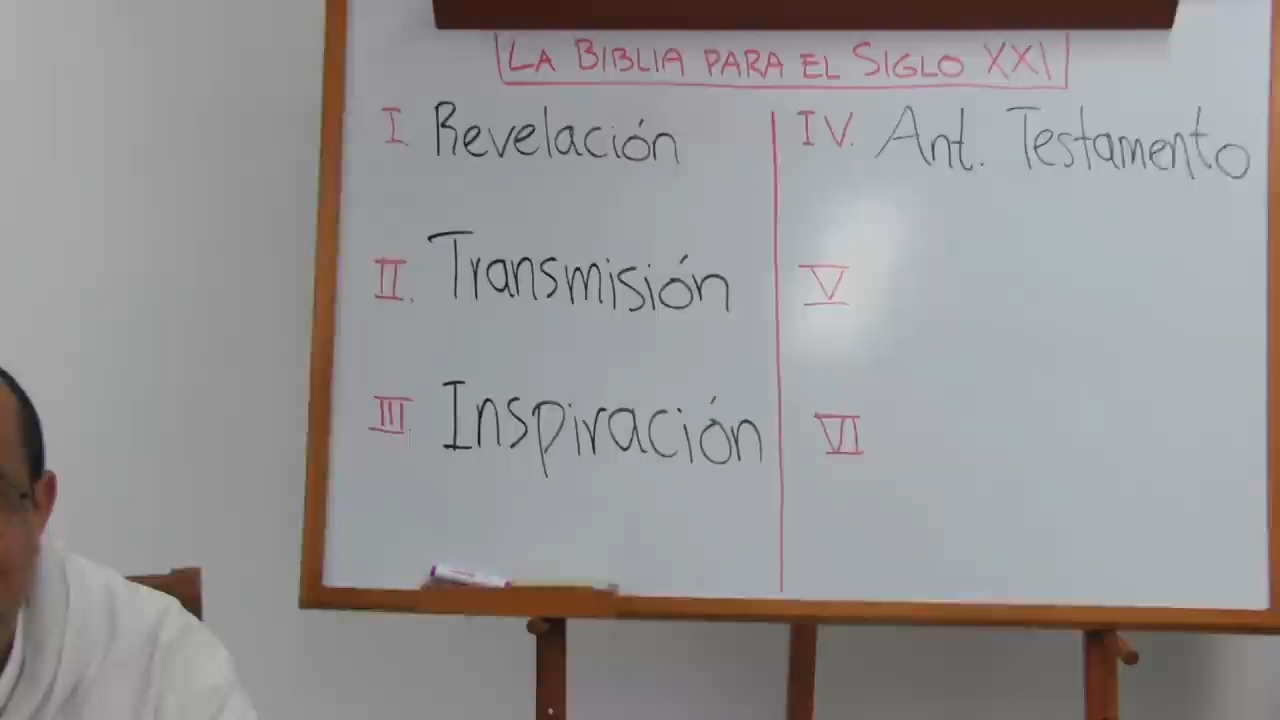 LA BIBLIA PARA EL SIGLO XXI
I. Revelación
II. Transmisión
III. Inspiración
IV. Ant. Testamento
V
VI